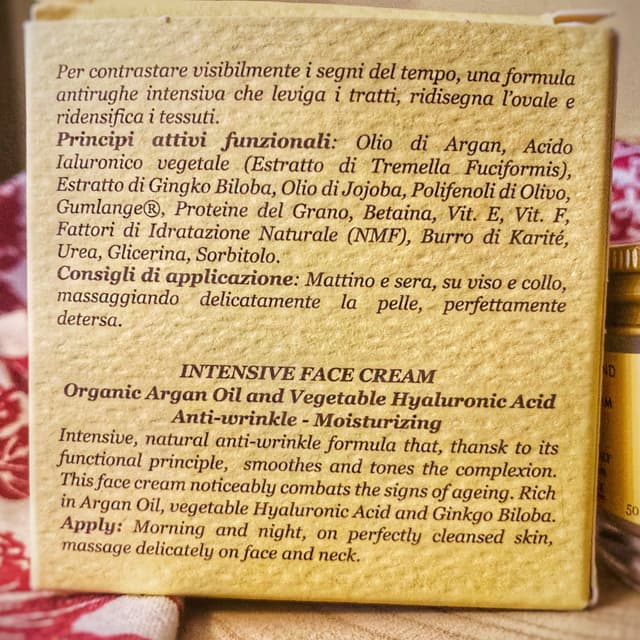 Per contrastare visibilmente i segni del tempo, una formula
antirughe intensiva che leviga i tratti, ridisegna l'ovale e
ridensifica i tessuti.
Principi attivi funzionali: Olio di Argan, Acido
Ialuronico vegetale (Estratto di Tremella Fuciformis),
Estratto di Gingko Biloba, Olio di Jojoba, Polifenoli di Olivo,
Gumlange®, Proteine del Grano, Betaina, Vit. E, Vit. F,
Fattori di Idratazione Naturale (NMF), Burro di Karité,
Urea, Glicerina, Sorbitolo.
Consigli di applicazione: Mattino e sera, su viso e collo,
massaggiando delicatamente la pelle, perfettamente
detersa.
INTENSIVE FACE CREAM
Organic Argan Oil and Vegetable Hyaluronic Acid
Anti-wrinkle - Moisturizing
Intensive, natural anti-wrinkle formula that, thansk to its
functional principle, smoothes and tones the complexion.
This face cream noticeably combats the signs of ageing. Rich
in Argan Oil, vegetable Hyaluronic Acid and Ginkgo Biloba.
Apply: Morning and night, on perfectly cleansed skin,
massage delicately on face and neck.
50